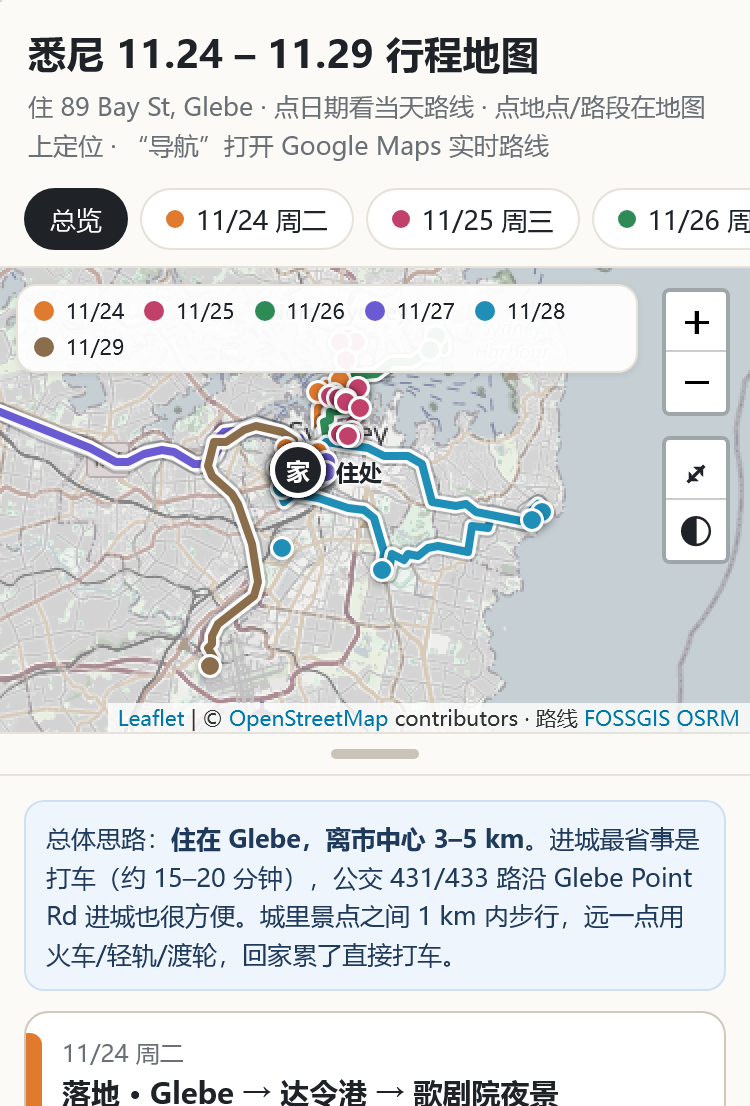 悉尼 11.24 – 11.29 行程地图
住 89 Bay St, Glebe · 点日期看当天路线 · 点地点/路段在地图
上定位 · “导航”打开 Google Maps 实时路线
总览
11/24 周二
11/25 周三
11/26 周
11/24
11/25
11/26
11/27
11/28
11/29
+
−
家
住处
Leaflet | © OpenStreetMap contributors · 路线 FOSSGIS OSRM
总体思路：住在 Glebe，离市中心 3–5 km。进城最省事是
打车（约 15–20 分钟），公交 431/433 路沿 Glebe Point
Rd 进城也很方便。城里景点之间 1 km 内步行，远一点用
火车/轻轨/渡轮，回家累了直接打车。
11/24 周二
落地 · Glebe → 达令港 → 歌剧院夜景